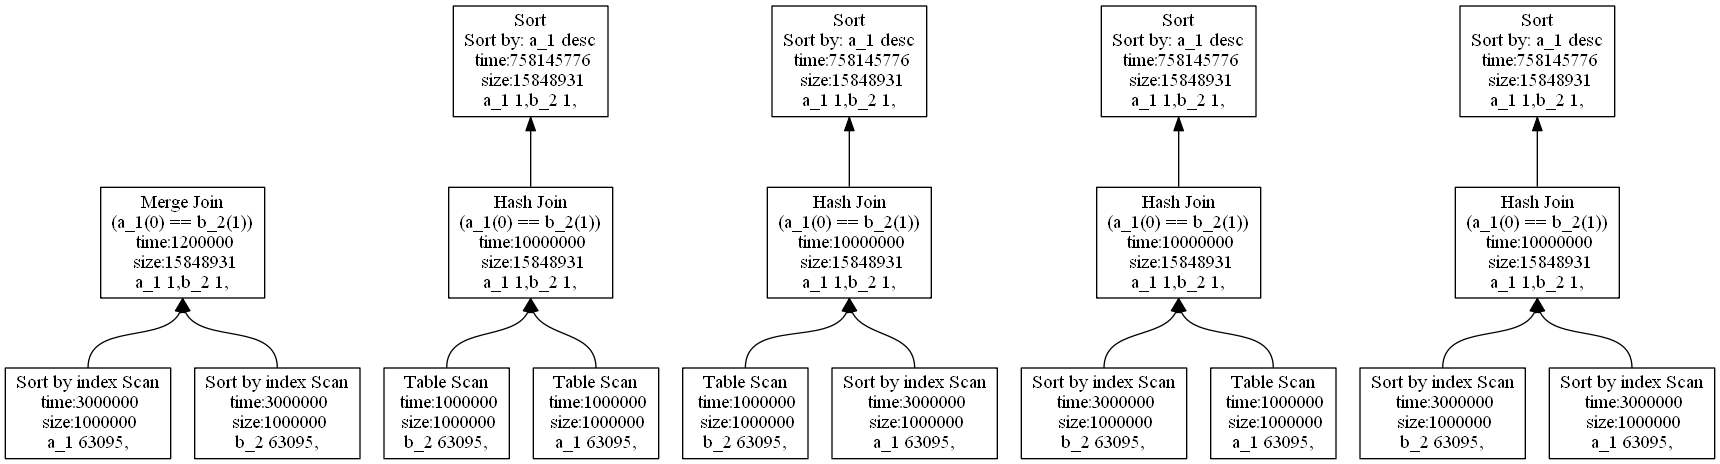 Sort
Sort by: a_1 desc
time:758145776
size:15848931
a_1 1,b_2 1,
Sort
Sort by: a_1 desc
time:758145776
size:15848931
a_1 1,b_2 1,
Sort
Sort by: a_1 desc
time:758145776
size:15848931
a_1 1,b_2 1,
Sort
Sort by: a_1 desc
time:758145776
size:15848931
a_1 1,b_2 1,
Merge Join
(a_1(0) == b_2(1))
time:1200000
size:15848931
a_1 1,b_2 1,
Hash Join
(a_1(0) == b_2(1))
time:10000000
size:15848931
a_1 1,b_2 1,
Hash Join
(a_1(0) == b_2(1))
time:10000000
size:15848931
a_1 1,b_2 1,
Hash Join
(a_1(0) == b_2(1))
time:10000000
size:15848931
a_1 1,b_2 1,
Hash Join
(a_1(0) == b_2(1))
time:10000000
size:15848931
a_1 1,b_2 1,
Sort by index Scan
time:3000000
size:1000000
a_1 63095,
Sort by index Scan
time:3000000
size:1000000
b_2 63095,
Table Scan
time:1000000
size:1000000
b_2 63095,
Table Scan
time:1000000
size:1000000
a_1 63095,
Table Scan
time:1000000
size:1000000
b_2 63095,
Sort by index Scan
time:3000000
size:1000000
a_1 63095,
Sort by index Scan
time:3000000
size:1000000
b_2 63095,
Table Scan
time:1000000
size:1000000
a_1 63095,
Sort by index Scan
time:3000000
size:1000000
b_2 63095,
Sort by index Scan
time:3000000
size:1000000
a_1 63095,